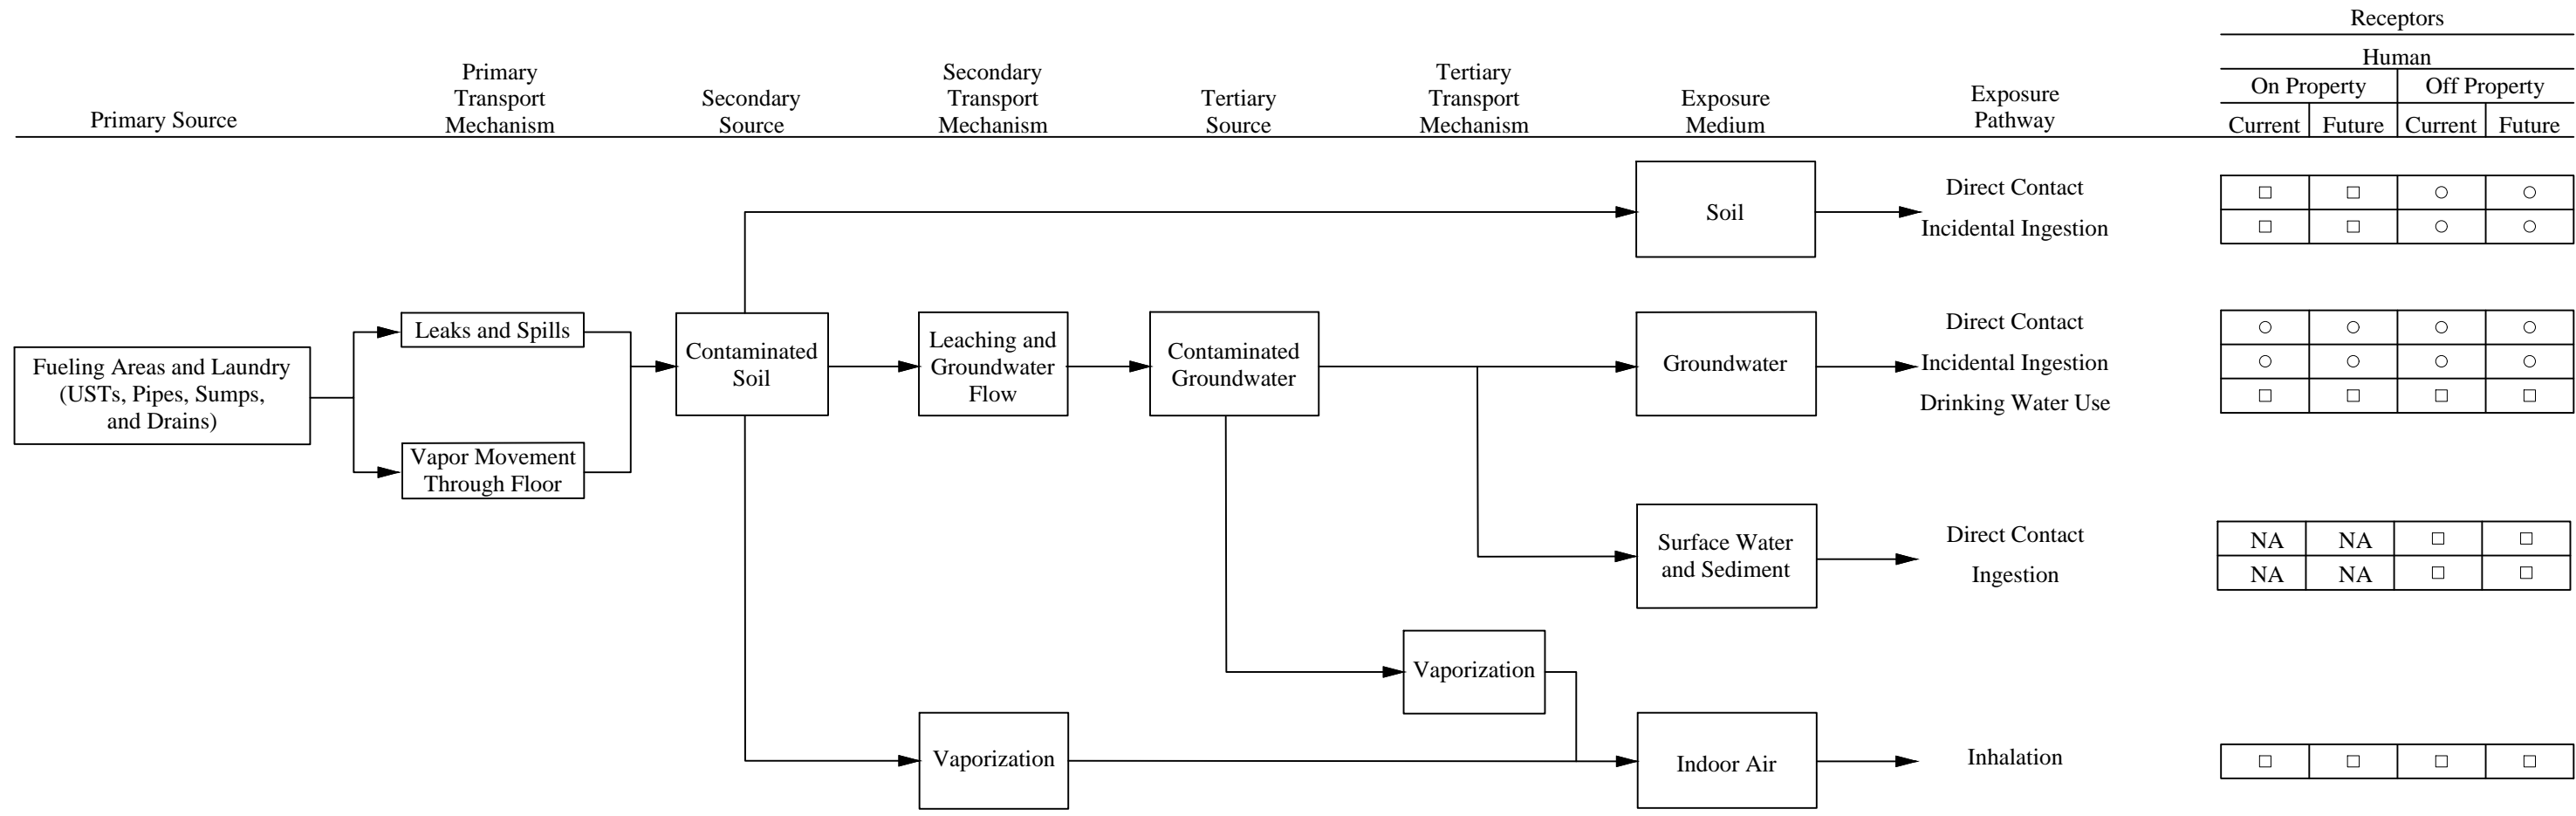 Receptors
Human
On Property
Off Property
Current
Future
Current
Future
Primary Source
Primary
Transport
Mechanism
Secondary
Source
Secondary
Transport
Mechanism
Tertiary
Source
Tertiary
Transport
Mechanism
Exposure
Medium
Exposure
Pathway
Soil
Direct Contact
Incidental Ingestion
□ □ ○ ○
□ □ ○ ○
Fueling Areas and Laundry
(USTs, Pipes, Sumps,
and Drains)
Leaks and Spills
Vapor Movement
Through Floor
Contaminated
Soil
Leaching and
Groundwater
Flow
Contaminated
Groundwater
Groundwater
Direct Contact
Incidental Ingestion
Drinking Water Use
○ ○ ○ ○
○ ○ ○ ○
□ □ □ □
Surface Water
and Sediment
Direct Contact
Ingestion
NA NA □ □
NA NA □ □
Vaporization
Vaporization
Indoor Air
Inhalation
□ □ □ □